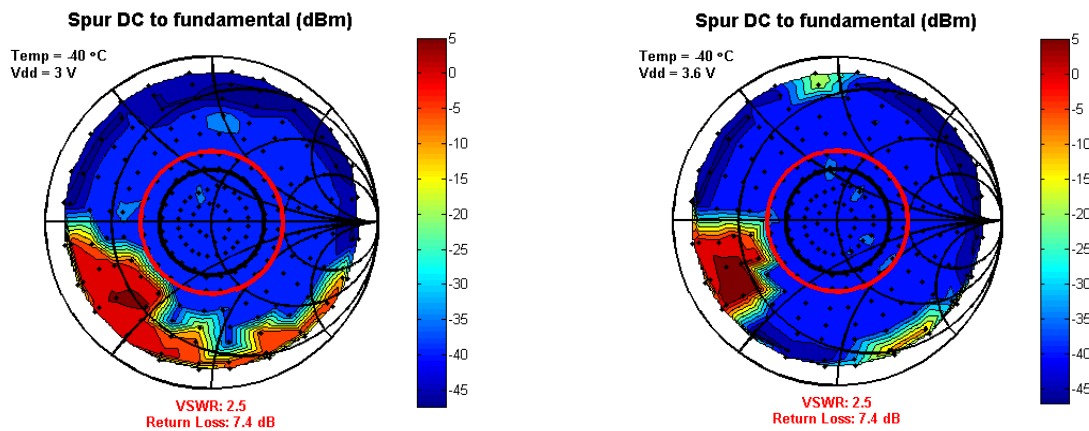 Spur DC to fundamental (dBm)
Temp = -40 °C
Vdd = 3 V
5
0
-5
-10
-15
-20
-25
-30
-35
-40
-45
VSWR: 2.5
Return Loss: 7.4 dB
Spur DC to fundamental (dBm)
Temp = -40 °C
Vdd = 3.6 V
5
0
-5
-10
-15
-20
-25
-30
-35
-40
-45
VSWR: 2.5
Return Loss: 7.4 dB